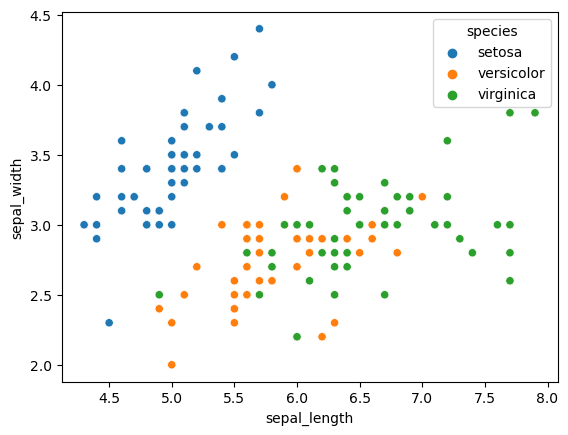 species
setosa
versicolor
virginica
4.5
4.0
3.5
3.0
2.5
2.0
sepal_width
4.5 5.0 5.5 6.0 6.5 7.0 7.5 8.0
sepal_length